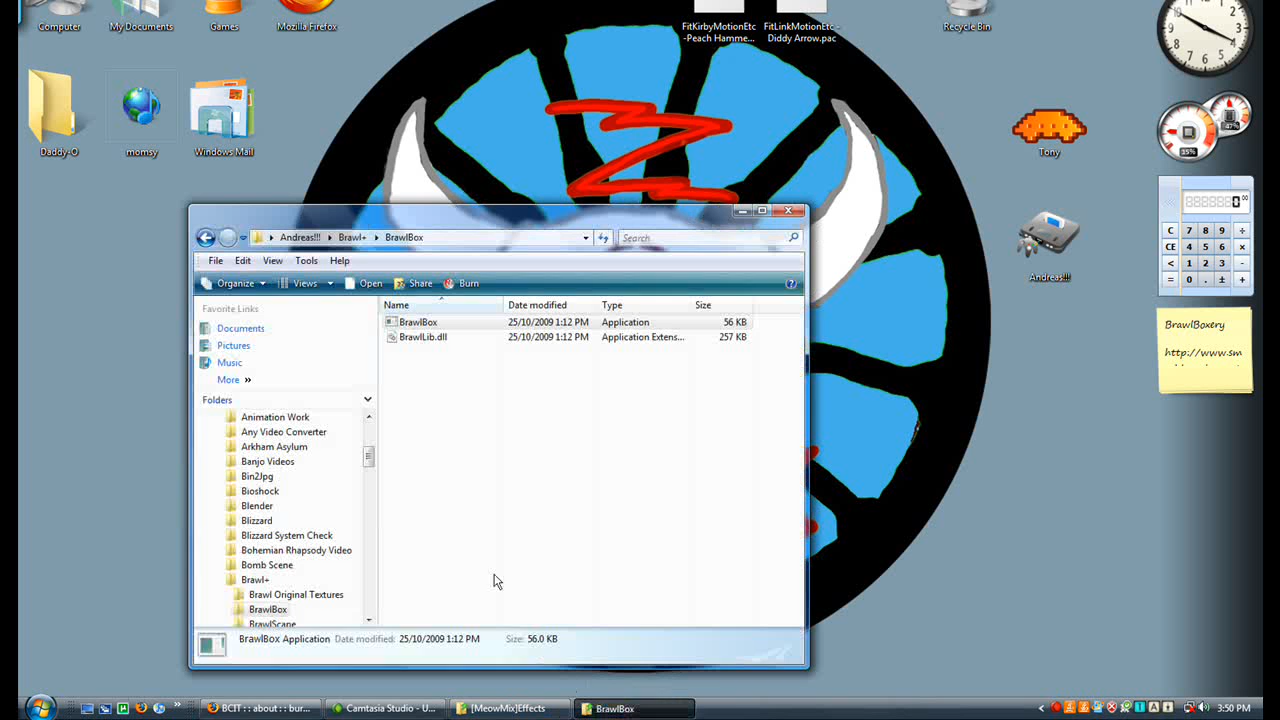 Computer
My Documents
Games
Mozilla Firefox
FitKirbyMotionEtc
-Peach Hamme...
FitLinkMotionEtc -
Diddy Arrow.pac
Recycle Bin
Daddy-O
momsy
Windows Mail
Tony
Andreas!!!
47%
15%
0
C 7 8 9 ÷
CE 4 5 6 ×
< 1 2 3 -
= 0 . ± +
BrawlBoxery
http://www.sm
Andreas!!! Brawl+ BrawlBox
Search
File Edit View Tools Help
Organize Views Open Share Burn
Favorite Links
Documents
Pictures
Music
More »
Folders
Animation Work
Any Video Converter
Arkham Asylum
Banjo Videos
Bin2Jpg
Bioshock
Blender
Blizzard
Blizzard System Check
Bohemian Rhapsody Video
Bomb Scene
Brawl+
Brawl Original Textures
BrawlBox
BrawlScape
Name Date modified Type Size
BrawlBox 25/10/2009 1:12 PM Application 56 KB
BrawlLib.dll 25/10/2009 1:12 PM Application Extens... 257 KB
BrawlBox Application Date modified: 25/10/2009 1:12 PM Size: 56.0 KB
BCIT :: about :: bur...
Camtasia Studio - U...
[MeowMix]Effects
BrawlBox
3:50 PM